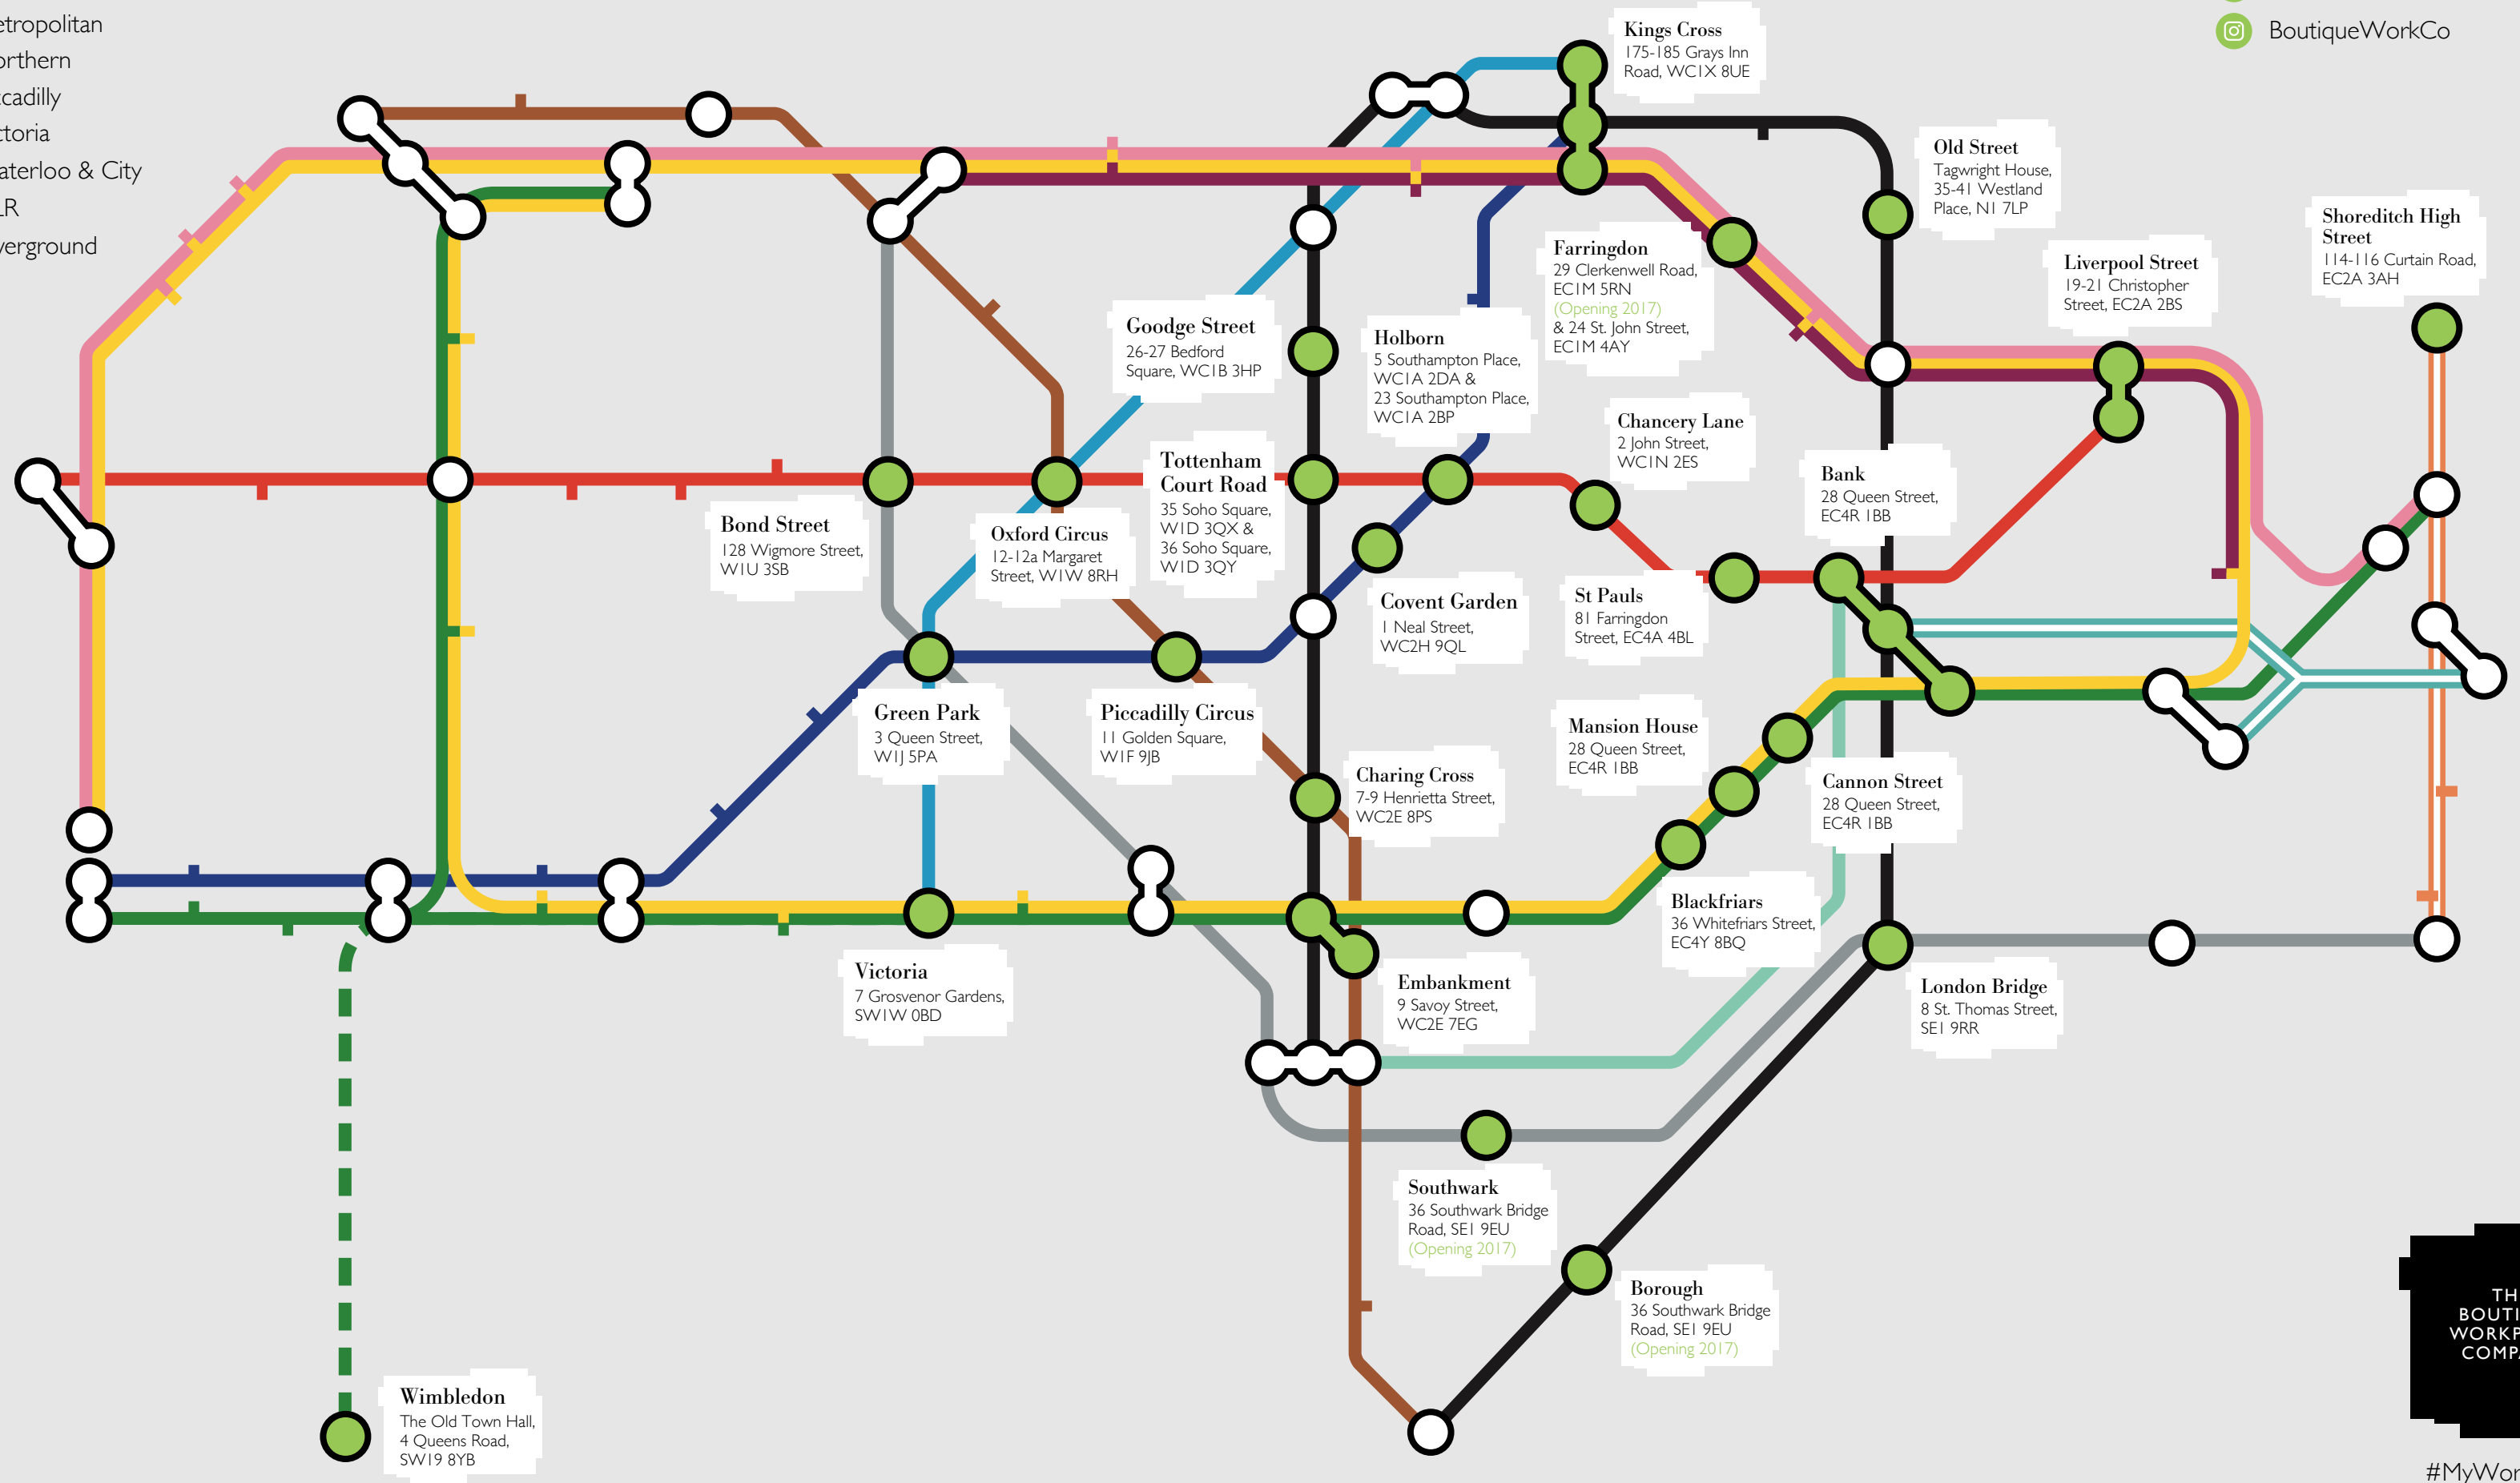 etropolitan
orthern
ccadilly
ctoria
aterloo & City
LR
verground
BoutiqueWorkCo
Kings Cross
175-185 Grays Inn
Road, WC1X 8UE
Old Street
Tagwright House,
35-41 Westland
Place, N1 7LP
Shoreditch High
Street
114-116 Curtain Road,
EC2A 3AH
Farringdon
29 Clerkenwell Road,
EC1M 5RN
(Opening 2017)
& 24 St. John Street,
EC1M 4AY
Liverpool Street
19-21 Christopher
Street, EC2A 2BS
Goodge Street
26-27 Bedford
Square, WC1B 3HP
Holborn
5 Southampton Place,
WC1A 2DA &
23 Southampton Place,
WC1A 2BP
Chancery Lane
2 John Street,
WC1N 2ES
Tottenham
Court Road
35 Soho Square,
W1D 3QX &
36 Soho Square,
W1D 3QY
Bank
28 Queen Street,
EC4R 1BB
Bond Street
128 Wigmore Street,
W1U 3SB
Oxford Circus
12-12a Margaret
Street, W1W 8RH
Covent Garden
1 Neal Street,
WC2H 9QL
St Pauls
81 Farringdon
Street, EC4A 4BL
Green Park
3 Queen Street,
W1J 5PA
Piccadilly Circus
11 Golden Square,
W1F 9JB
Mansion House
28 Queen Street,
EC4R 1BB
Charing Cross
7-9 Henrietta Street,
WC2E 8PS
Cannon Street
28 Queen Street,
EC4R 1BB
Blackfriars
36 Whitefriars Street,
EC4Y 8BQ
Victoria
7 Grosvenor Gardens,
SW1W 0BD
Embankment
9 Savoy Street,
WC2E 7EG
London Bridge
8 St. Thomas Street,
SE1 9RR
Southwark
36 Southwark Bridge
Road, SE1 9EU
(Opening 2017)
Borough
36 Southwark Bridge
Road, SE1 9EU
(Opening 2017)
Wimbledon
The Old Town Hall,
4 Queens Road,
SW19 8YB
TH
BOUTI
WORKP
COMPA
#MyWor